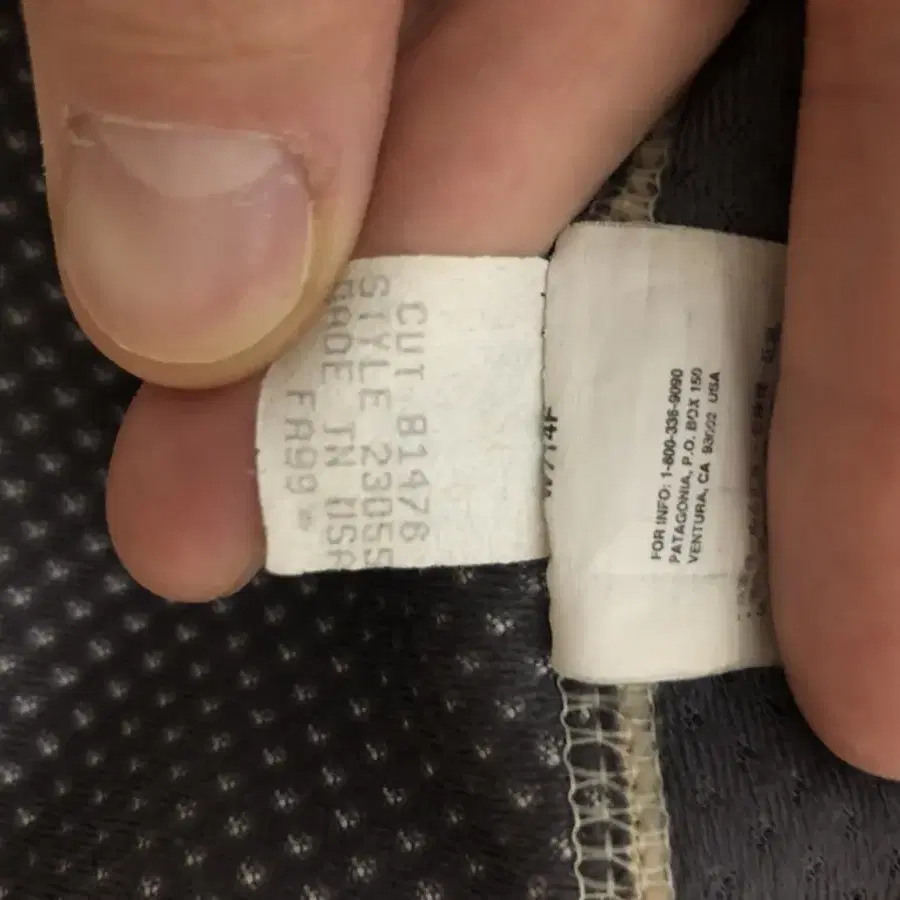 CUT 81476
STYLE 23055
MADE IN USA
FA99
FOR INFO: 1-800-336-9090
PATAGONIA, P.O. BOX 150
VENTURA, CA 93002 USA